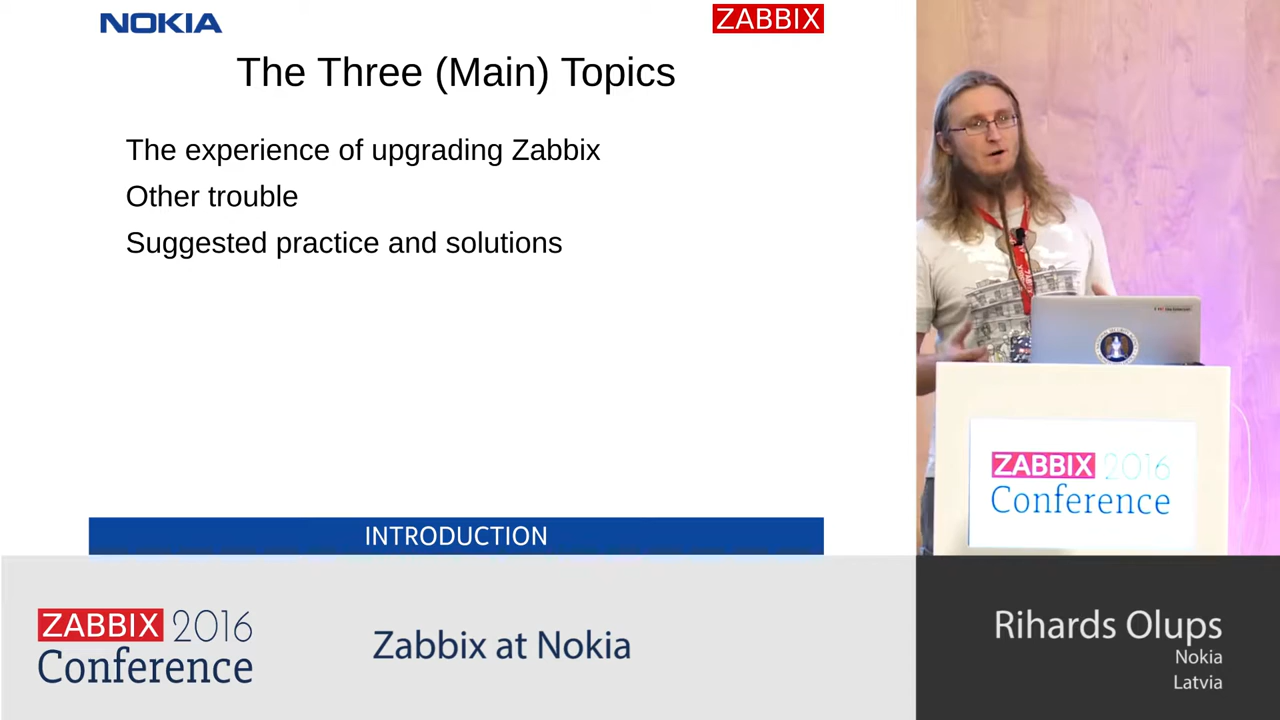 NOKIA
ZABBIX
The Three (Main) Topics
The experience of upgrading Zabbix
Other trouble
Suggested practice and solutions
INTRODUCTION
ZABBIX 2016
Conference
ZABBIX 2016
Conference
Zabbix at Nokia
Rihards Olups
Nokia
Latvia